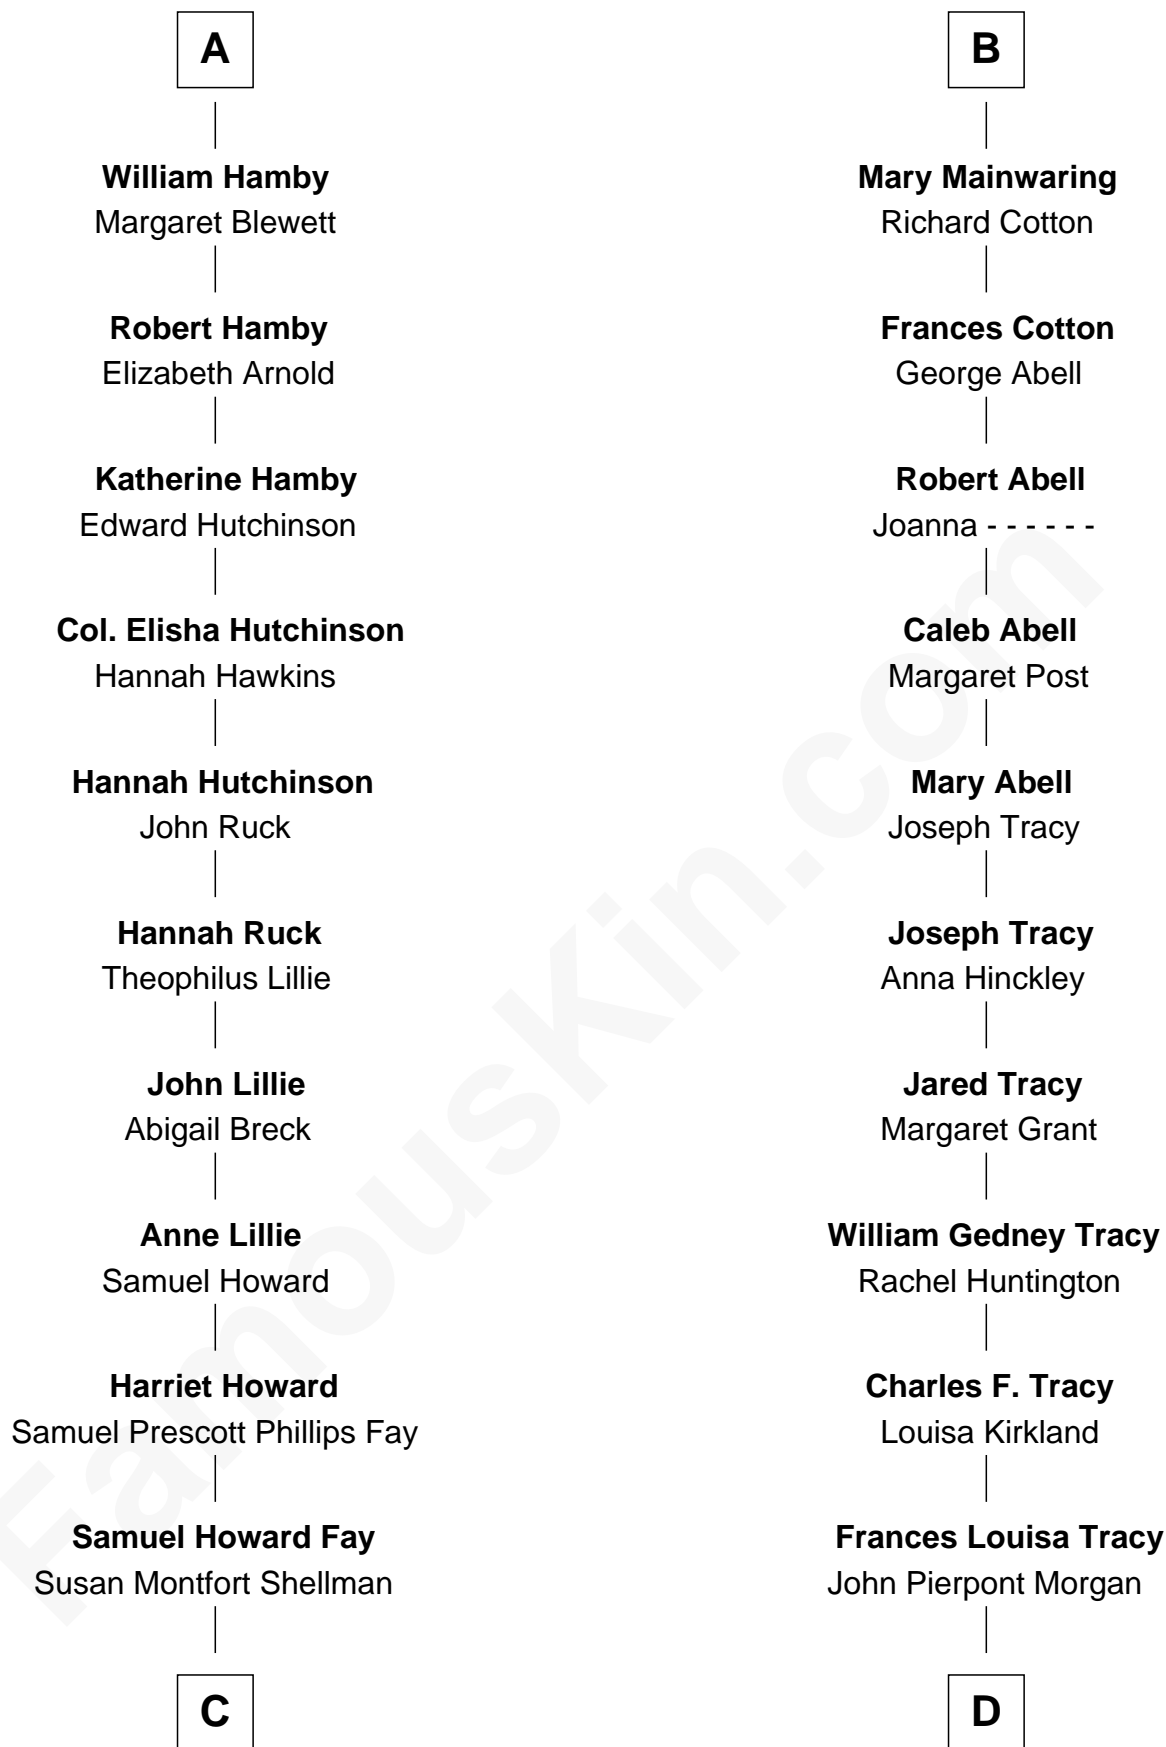 A
William Hamby
Margaret Blewett
Robert Hamby
Elizabeth Arnold
Katherine Hamby
Edward Hutchinson
Col. Elisha Hutchinson
Hannah Hawkins
Hannah Hutchinson
John Ruck
Hannah Ruck
Theophilus Lillie
John Lillie
Abigail Breck
Anne Lillie
Samuel Howard
Harriet Howard
Samuel Prescott Phillips Fay
Samuel Howard Fay
Susan Montfort Shellman
C
B
Mary Mainwaring
Richard Cotton
Frances Cotton
George Abell
Robert Abell
Joanna - - - - - -
Caleb Abell
Margaret Post
Mary Abell
Joseph Tracy
Joseph Tracy
Anna Hinckley
Jared Tracy
Margaret Grant
William Gedney Tracy
Rachel Huntington
Charles F. Tracy
Louisa Kirkland
Frances Louisa Tracy
John Pierpont Morgan
D
FamousKin.com